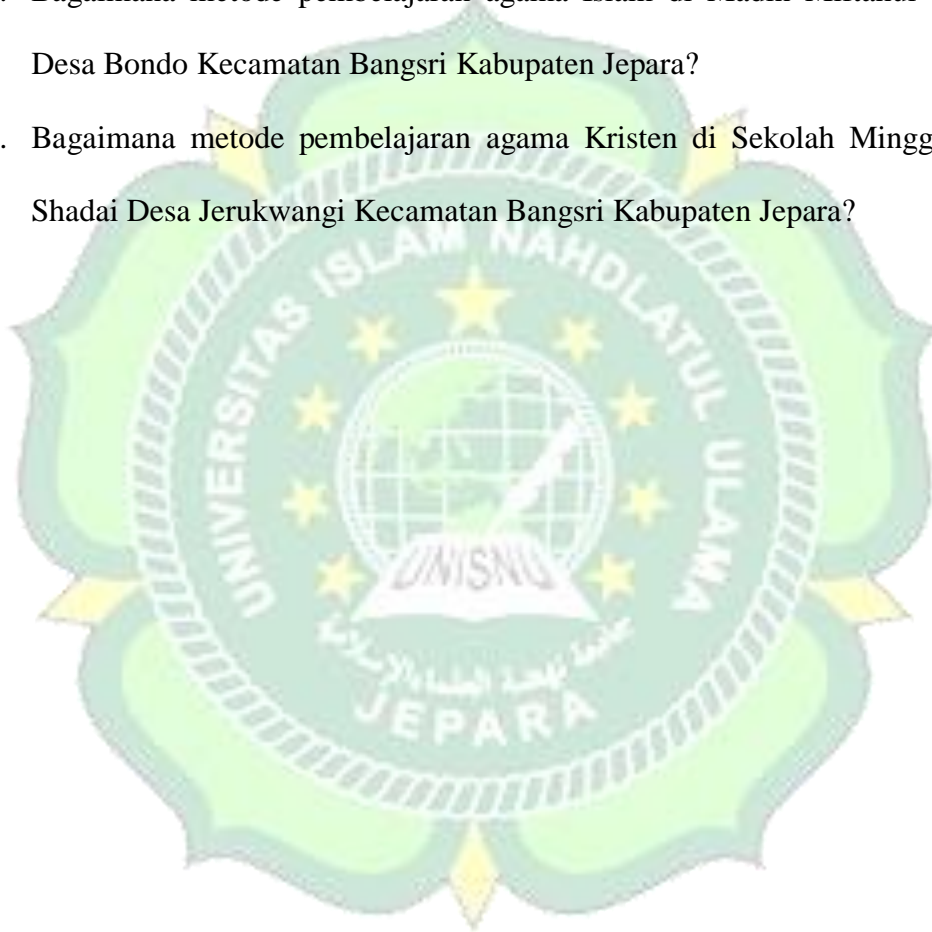 Desa Bondo Kecamatan Bangsri Kabupaten Jepara?
. Bagaimana metode pembelajaran agama Kristen di Sekolah Mingg
Shadai Desa Jerukwangi Kecamatan Bangsri Kabupaten Jepara?
UNIVERSITAS ISLAM NAHDLATUL ULAMA
UNISNU
JEPARA